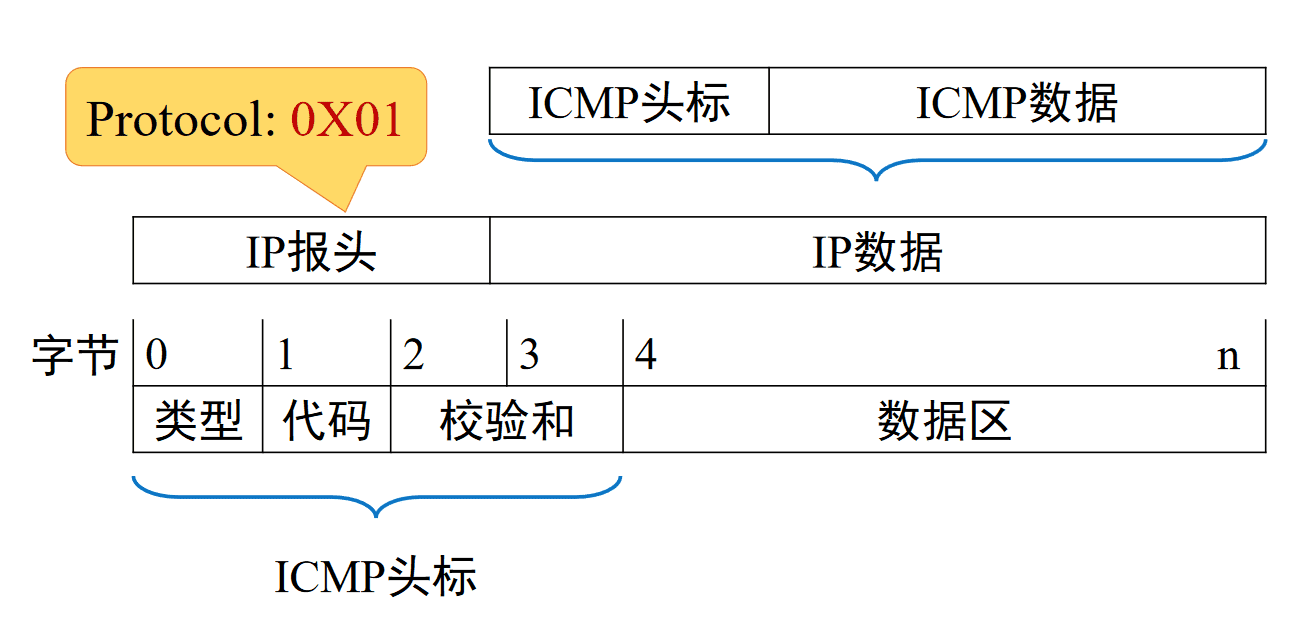 Protocol: 0X01
ICMP头标 ICMP数据
IP报头 IP数据
字节 0 1 2 3 4 n
类型 代码 校验和 数据区
ICMP头标